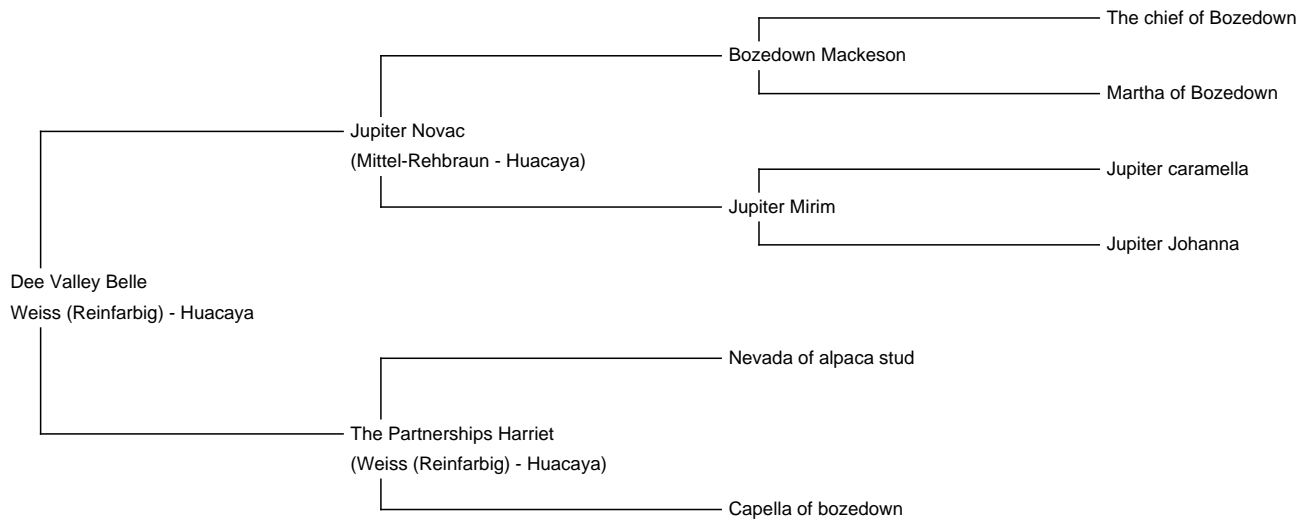 The chief of Bozedown
Bozedown Mackeson
Martha of Bozedown
Jupiter Novac
(Mittel-Rehbraun - Huacaya)
Jupiter caramella
Jupiter Mirim
Jupiter Johanna
Dee Valley Belle
Weiss (Reinfarbig) - Huacaya
Nevada of alpaca stud
The Partnerships Harriet
(Weiss (Reinfarbig) - Huacaya)
Capella of bozedown